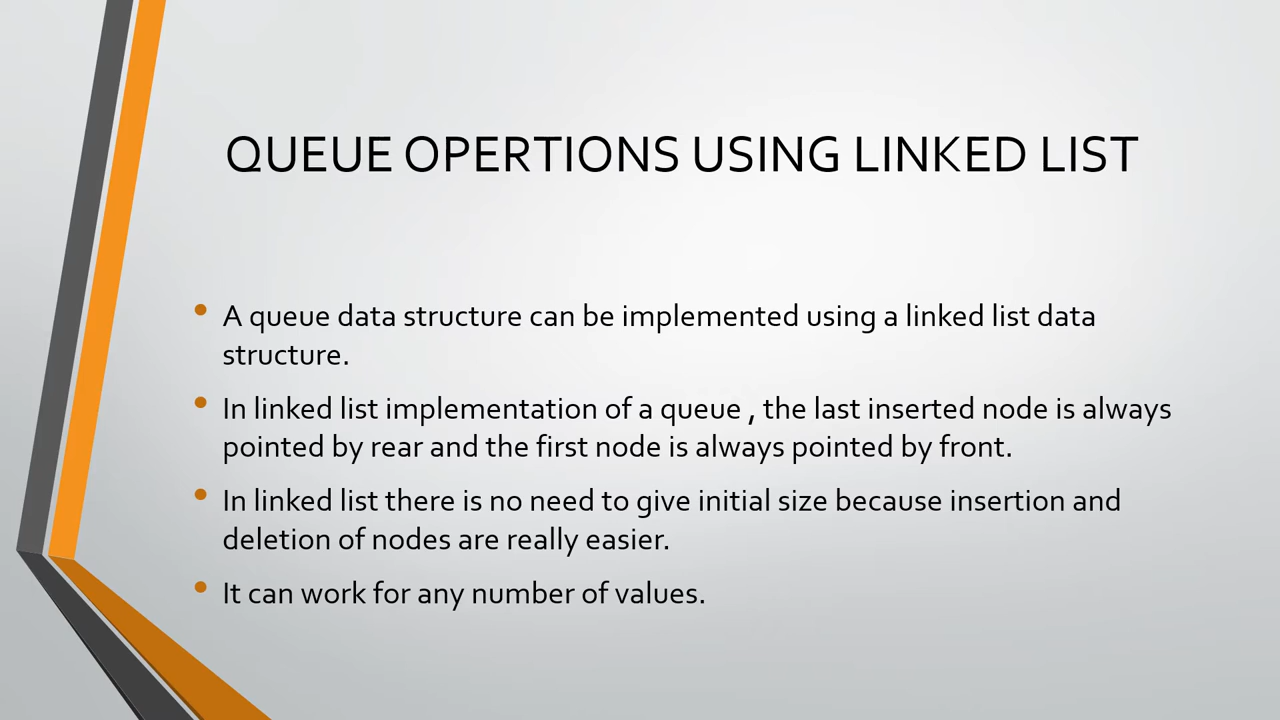 QUEUE OPERTIONS USING LINKED LIST
• A queue data structure can be implemented using a linked list data
structure.
• In linked list implementation of a queue , the last inserted node is always
pointed by rear and the first node is always pointed by front.
• In linked list there is no need to give initial size because insertion and
deletion of nodes are really easier.
• It can work for any number of values.